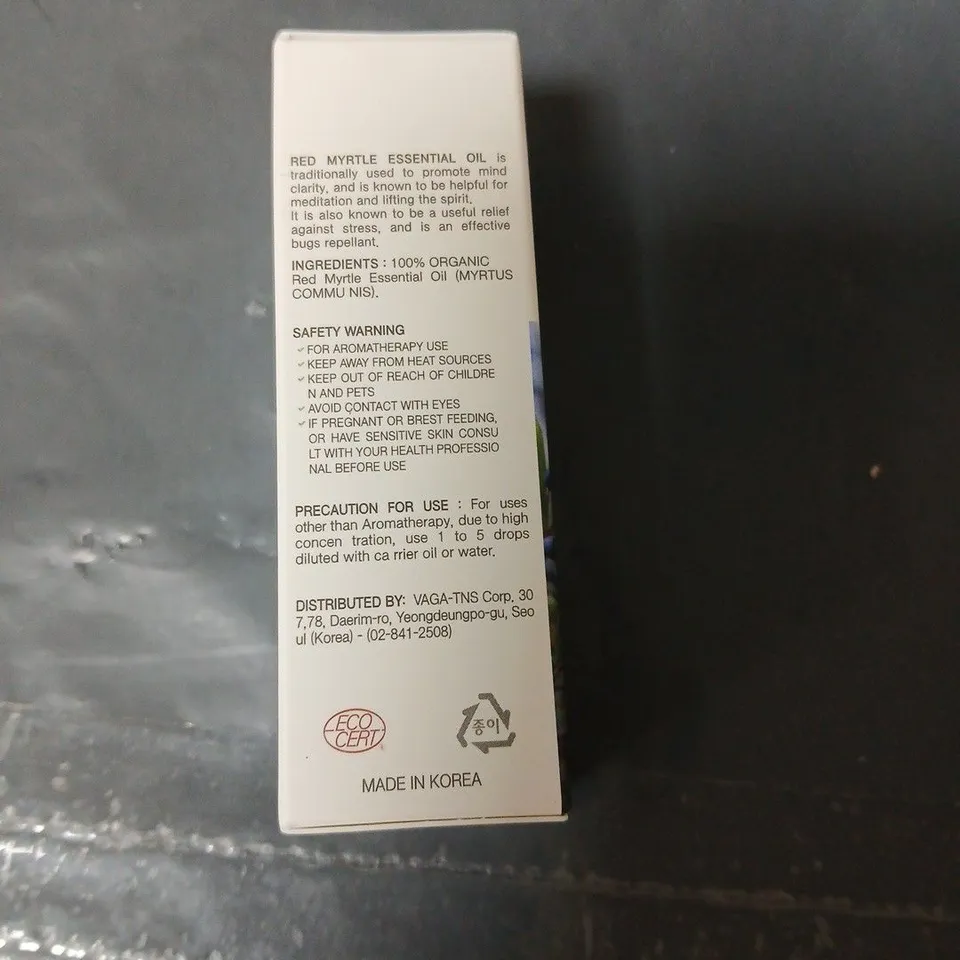 RED MYRTLE ESSENTIAL OIL is
traditionally used to promote mind
clarity, and is known to be helpful for
meditation and lifting the spirit.
It is also known to be a useful relief
against stress, and is an effective
bugs repellant.
INGREDIENTS : 100% ORGANIC
Red Myrtle Essential Oil (MYRTUS
COMMU NIS).
SAFETY WARNING
✓FOR AROMATHERAPY USE
✓KEEP AWAY FROM HEAT SOURCES
✓KEEP OUT OF REACH OF CHILDRE
N AND PETS
✓AVOID CONTACT WITH EYES
✓IF PREGNANT OR BREST FEEDING,
OR HAVE SENSITIVE SKIN CONSU
LT WITH YOUR HEALTH PROFESSIO
NAL BEFORE USE
PRECAUTION FOR USE : For uses
other than Aromatherapy, due to high
concen tration, use 1 to 5 drops
diluted with ca rrier oil or water.
DISTRIBUTED BY: VAGA-TNS Corp. 30
7,78, Daerim-ro, Yeongdeungpo-gu, Seo
ul (Korea) - (02-841-2508)
ECO
CERT
종이
MADE IN KOREA